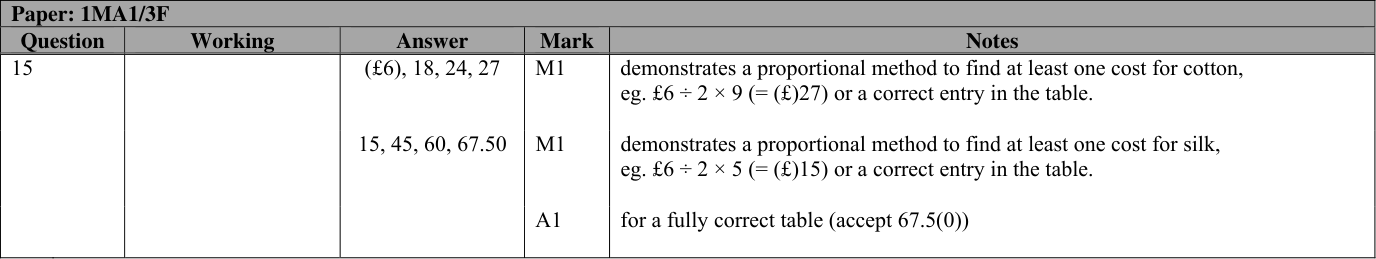 Paper: 1MA1/3F
Question Working Answer Mark Notes
15 (£6), 18, 24, 27 M1 demonstrates a proportional method to find at least one cost for cotton,
eg. £6 ÷ 2 × 9 (= (£)27) or a correct entry in the table.
15, 45, 60, 67.50 M1 demonstrates a proportional method to find at least one cost for silk,
eg. £6 ÷ 2 × 5 (= (£)15) or a correct entry in the table.
A1 for a fully correct table (accept 67.5(0))